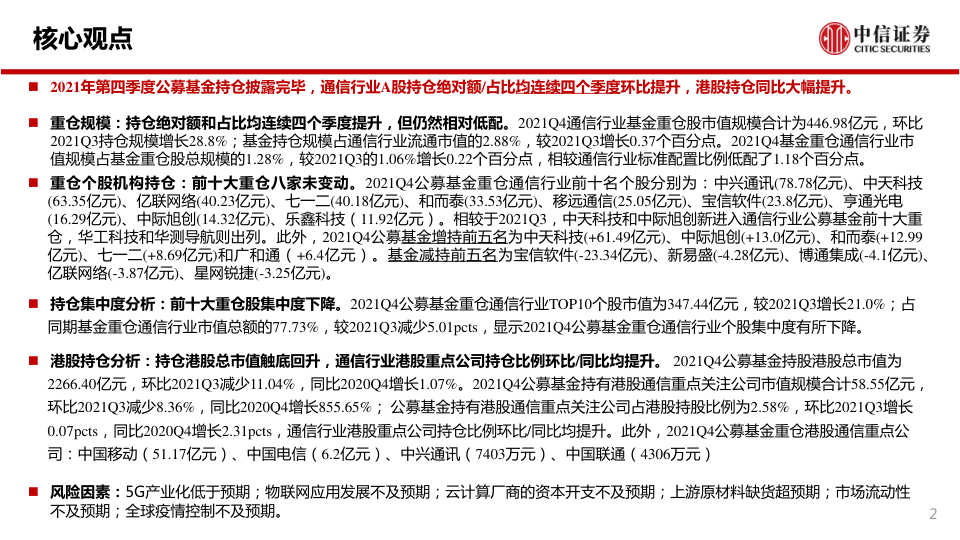 核心观点
中信证券
CITIC SECURITIES
■ 2021年第四季度公募基金持仓披露完毕，通信行业A股持仓绝对额/占比均连续四个季度环比提升，港股持仓同比大幅提升。
■ 重仓规模：持仓绝对额和占比均连续四个季度提升，但仍然相对低配。2021Q4通信行业基金重仓股市值规模合计为446.98亿元，环比
2021Q3持仓规模增长28.8%；基金持仓规模占通信行业流通市值的2.88%，较2021Q3增长0.37个百分点。2021Q4基金重仓通信行业市
值规模占基金重仓股总规模的1.28%，较2021Q3的1.06%增长0.22个百分点，相较通信行业标准配置比例低配了1.18个百分点。
■ 重仓个股机构持仓：前十大重仓八家未变动。2021Q4公募基金重仓通信行业前十名个股分别为：中兴通讯(78.78亿元)、中天科技
(63.35亿元)、亿联网络(40.23亿元)、七一二(40.18亿元)、和而泰(33.53亿元)、移远通信(25.05亿元)、宝信软件(23.8亿元)、亨通光电
(16.29亿元)、中际旭创(14.32亿元)、乐鑫科技（11.92亿元）。相较于2021Q3，中天科技和中际旭创新进入通信行业公募基金前十大重
仓，华工科技和华测导航则出列。此外，2021Q4公募基金增持前五名为中天科技(+61.49亿元)、中际旭创(+13.0亿元)、和而泰(+12.99
亿元)、七一二(+8.69亿元)和广和通（+6.4亿元）。基金减持前五名为宝信软件(-23.34亿元)、新易盛(-4.28亿元)、博通集成(-4.1亿元)、
亿联网络(-3.87亿元)、星网锐捷(-3.25亿元)。
■ 持仓集中度分析：前十大重仓股集中度下降。2021Q4公募基金重仓通信行业TOP10个股市值为347.44亿元，较2021Q3增长21.0%；占
同期基金重仓通信行业市值总额的77.73%，较2021Q3减少5.01pcts，显示2021Q4公募基金重仓通信行业个股集中度有所下降。
■ 港股持仓分析：持仓港股总市值触底回升，通信行业港股重点公司持仓比例环比/同比均提升。 2021Q4公募基金持股港股总市值为
2266.40亿元，环比2021Q3减少11.04%，同比2020Q4增长1.07%。2021Q4公募基金持有港股通信重点关注公司市值规模合计58.55亿元，
环比2021Q3减少8.36%，同比2020Q4增长855.65%； 公募基金持有港股通信重点关注公司占港股持股比例为2.58%，环比2021Q3增长
0.07pcts，同比2020Q4增长2.31pcts，通信行业港股重点公司持仓比例环比/同比均提升。此外，2021Q4公募基金重仓港股通信重点公
司：中国移动（51.17亿元）、中国电信（6.2亿元）、中兴通讯（7403万元）、中国联通（4306万元）
■ 风险因素：5G产业化低于预期；物联网应用发展不及预期；云计算厂商的资本开支不及预期；上游原材料缺货超预期；市场流动性
不及预期；全球疫情控制不及预期。
2